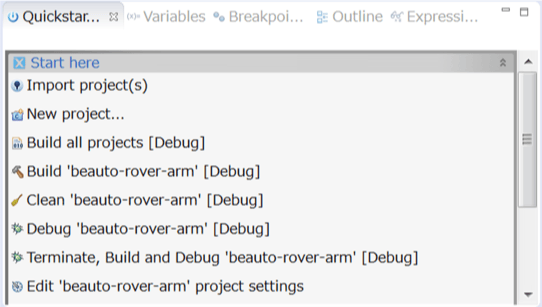 Quickstar... Variables Breakpoi... Outline Expressi...
Start here
Import project(s)
New project...
Build all projects [Debug]
Build 'beauto-rover-arm' [Debug]
Clean 'beauto-rover-arm' [Debug]
Debug 'beauto-rover-arm' [Debug]
Terminate, Build and Debug 'beauto-rover-arm' [Debug]
Edit 'beauto-rover-arm' project settings